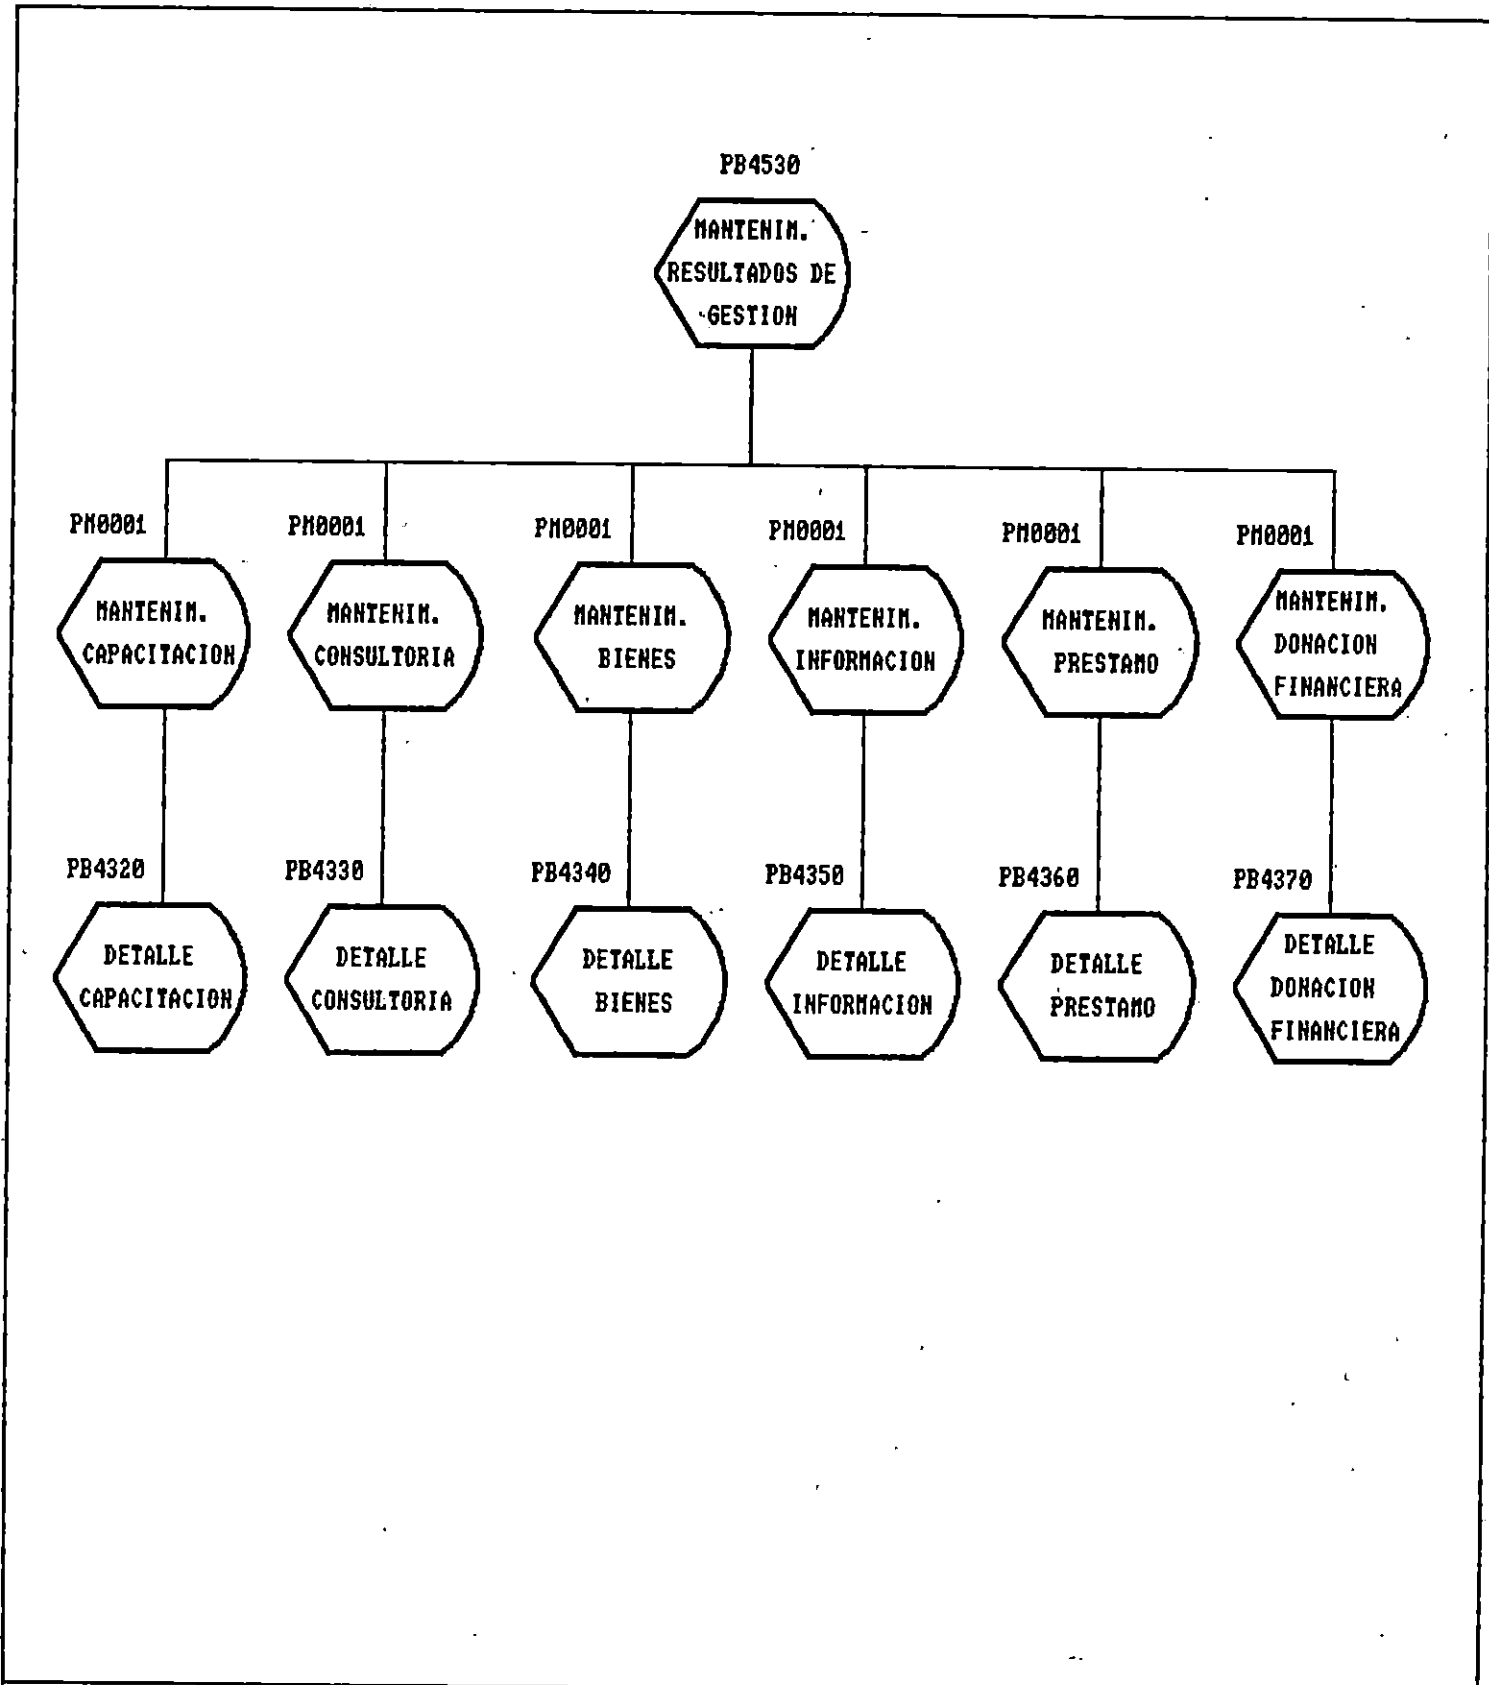 PB4530
MANTENIM.
RESULTADOS DE
GESTION
PM0001
MANTENIM.
CAPACITACION
PM0001
MANTENIM.
CONSULTORIA
PM0001
MANTENIM.
BIENES
PM0001
MANTENIM.
INFORMACION
PM0001
MANTENIM.
PRESTAMO
PM0001
MANTENIM.
DONACION
FINANCIERA
PB4320
DETALLE
CAPACITACION
PB4330
DETALLE
CONSULTORIA
PB4340
DETALLE
BIENES
PB4350
DETALLE
INFORMACION
PB4360
DETALLE
PRESTAMO
PB4370
DETALLE
DONACION
FINANCIERA